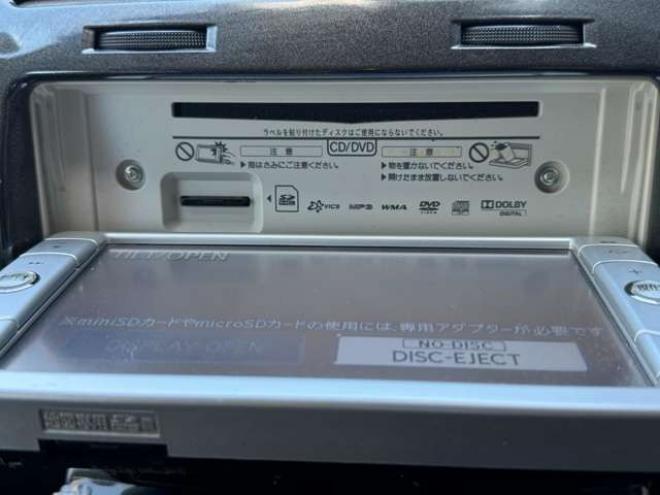 ラベルを貼り付けたディスクはご使用にならないでください。
注意 CD/DVD 注意
▶指はさみにご注意ください。
▶物を置かないでください。
▶開けたまま放置しないでください。
VICS MP3 WMA DVD VIDEO DOLBY DIGITAL
TILT/OPEN
※miniSDカードやmicroSDカードの使用には、専用アダプターが必要です
DISPLAY OPEN
NO-DISC
DISC-EJECT